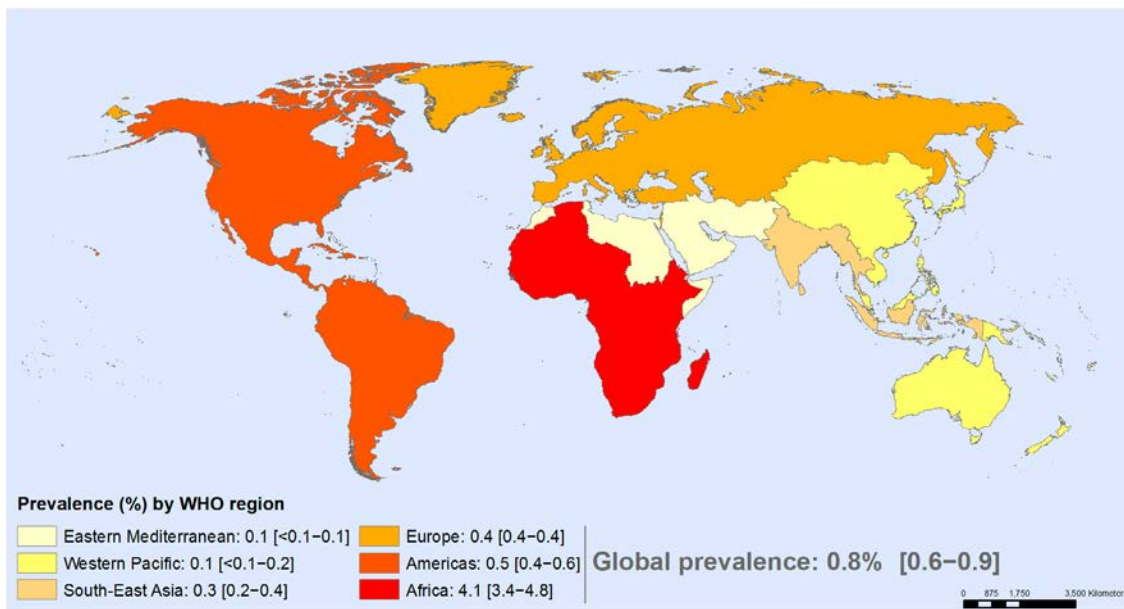 Prevalence (%) by WHO region
Eastern Mediterranean: 0.1 [<0.1–0.1]
Western Pacific: 0.1 [<0.1–0.2]
South-East Asia: 0.3 [0.2–0.4]
Europe: 0.4 [0.4–0.4]
Americas: 0.5 [0.4–0.6]
Africa: 4.1 [3.4–4.8]
Global prevalence: 0.8% [0.6–0.9]
0 875 1,750 3,500 Kilometer